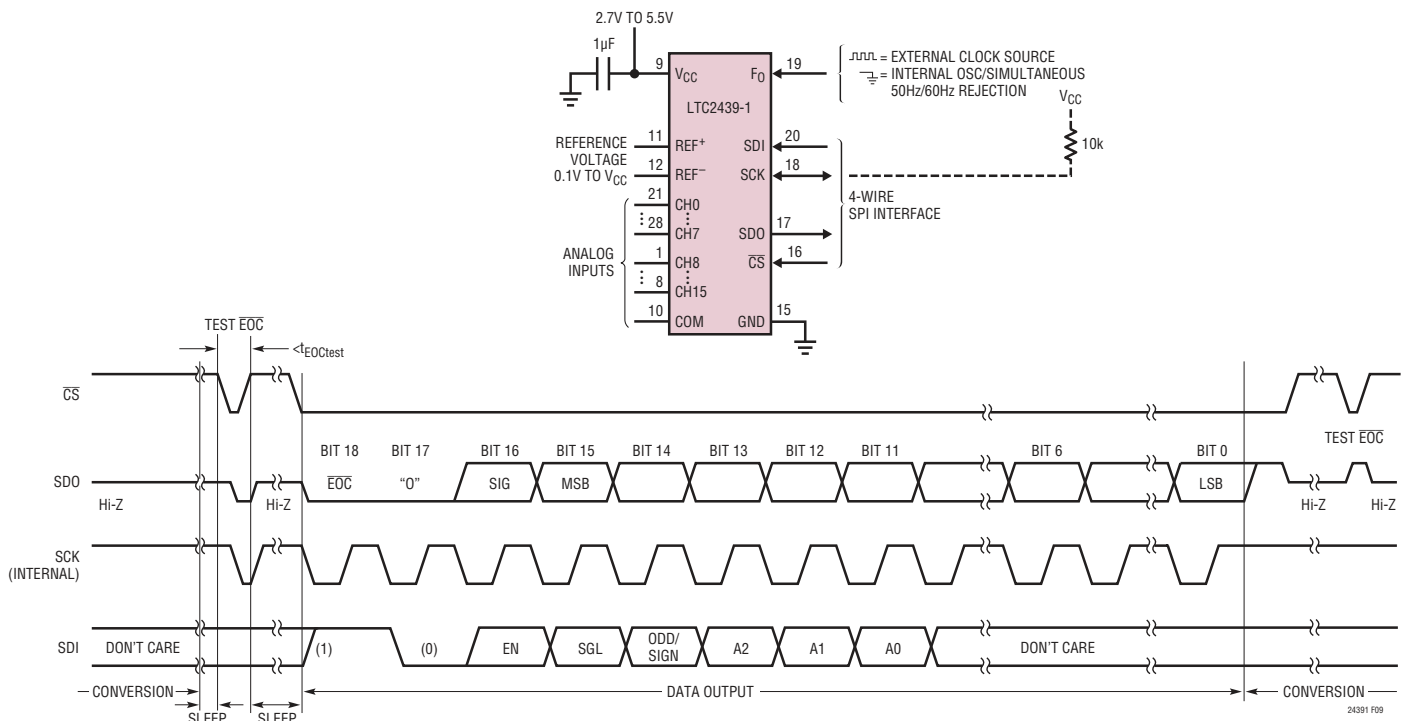 2.7V TO 5.5V
1µF
9
VCC
FO
19
= EXTERNAL CLOCK SOURCE
= INTERNAL OSC/SIMULTANEOUS
50Hz/60Hz REJECTION
LTC2439-1
VCC
10k
REFERENCE
VOLTAGE
0.1V TO VCC
11
REF+
12
REF–
SDI
20
SCK
18
4-WIRE
SPI INTERFACE
21
CH0
28
CH7
SDO
17
ANALOG
INPUTS
1
CH8
CS
16
8
CH15
10
COM
GND
15
TEST EOC
<tEOCtest
CS
TEST EOC
BIT 18
BIT 17
BIT 16
BIT 15
BIT 14
BIT 13
BIT 12
BIT 11
BIT 6
BIT 0
SDO
EOC
“O”
SIG
MSB
LSB
Hi-Z
Hi-Z
Hi-Z
Hi-Z
SCK
(INTERNAL)
SDI
DON'T CARE
(1)
(0)
EN
SGL
ODD/
SIGN
A2
A1
A0
DON'T CARE
CONVERSION
DATA OUTPUT
CONVERSION
SLEEP
SLEEP
24391 F09